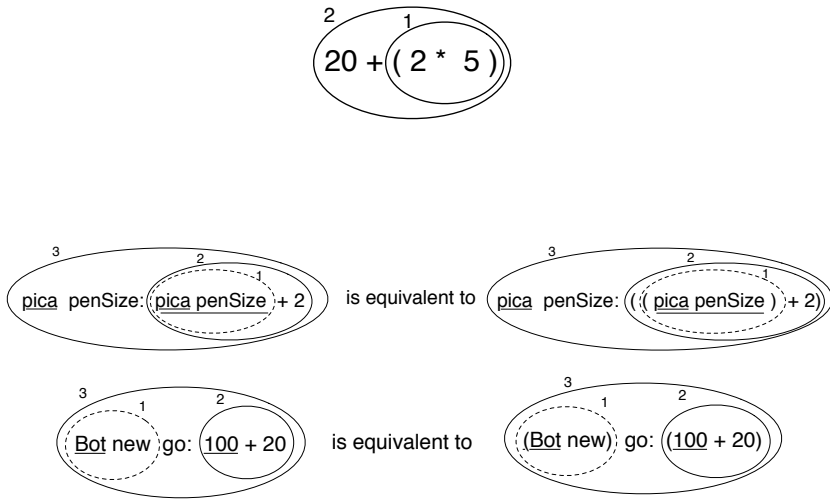 2
1
20 + ( 2 * 5 )
3
2
1
pica penSize: pica penSize + 2
is equivalent to
3
2
1
pica penSize: ( ( pica penSize ) + 2)
3
1
2
Bot new go: 100 + 20
is equivalent to
3
1
2
(Bot new) go: (100 + 20)